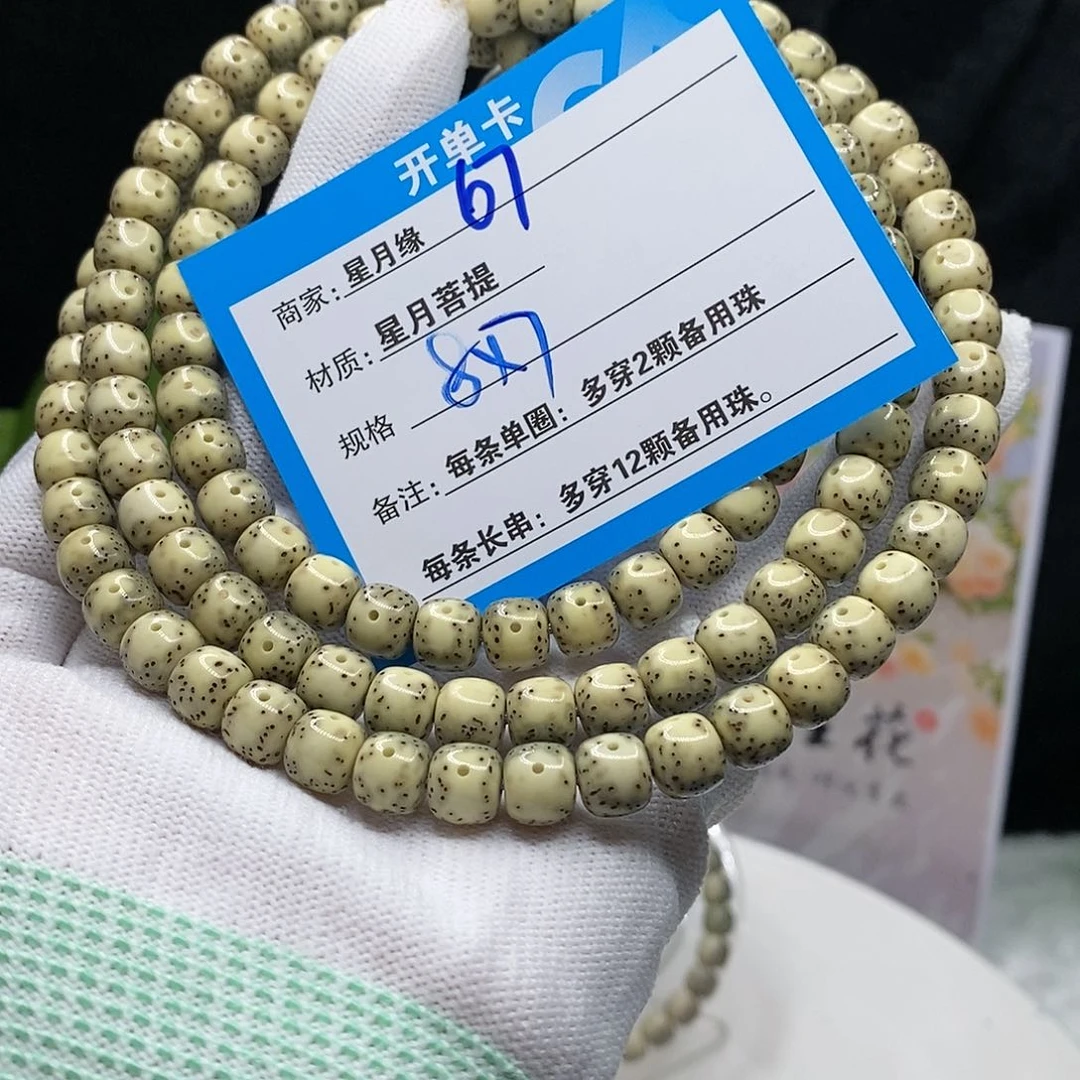 开单卡
67
商家：星月缘
材质：星月菩提
规格 8X7
备注：每条单圈：多穿2颗备用珠
每条长串：多穿12颗备用珠。
花